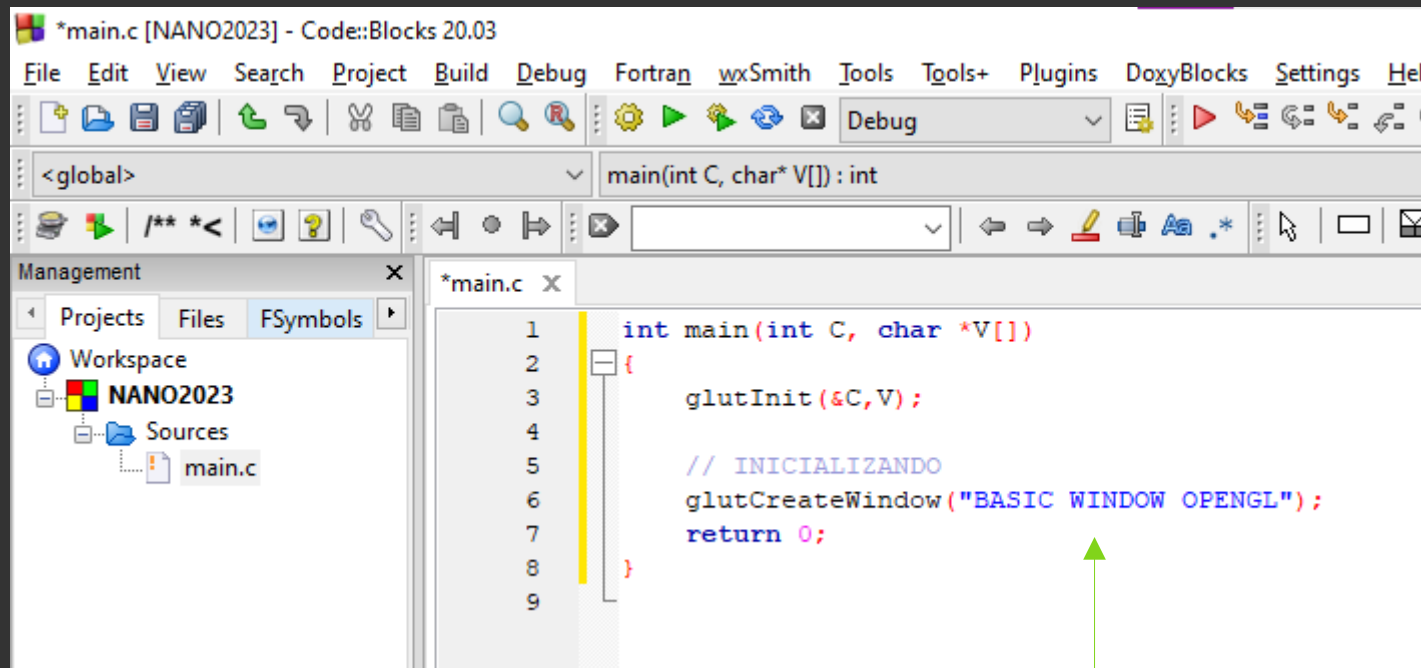 *main.c [NANO2023] - Code::Blocks 20.03
File Edit View Search Project Build Debug Fortran wxSmith Tools Tools+ Plugins DoxyBlocks Settings
Debug
<global> main(int C, char* V[]) : int
/** *<
Management
*main.c
Projects Files FSymbols
Workspace
NANO2023
Sources
main.c
1 int main(int C, char *V[])
2 {
3 glutInit(&C,V);
4
5 // INICIALIZANDO
6 glutCreateWindow("BASIC WINDOW OPENGL");
7 return 0;
8 }
9